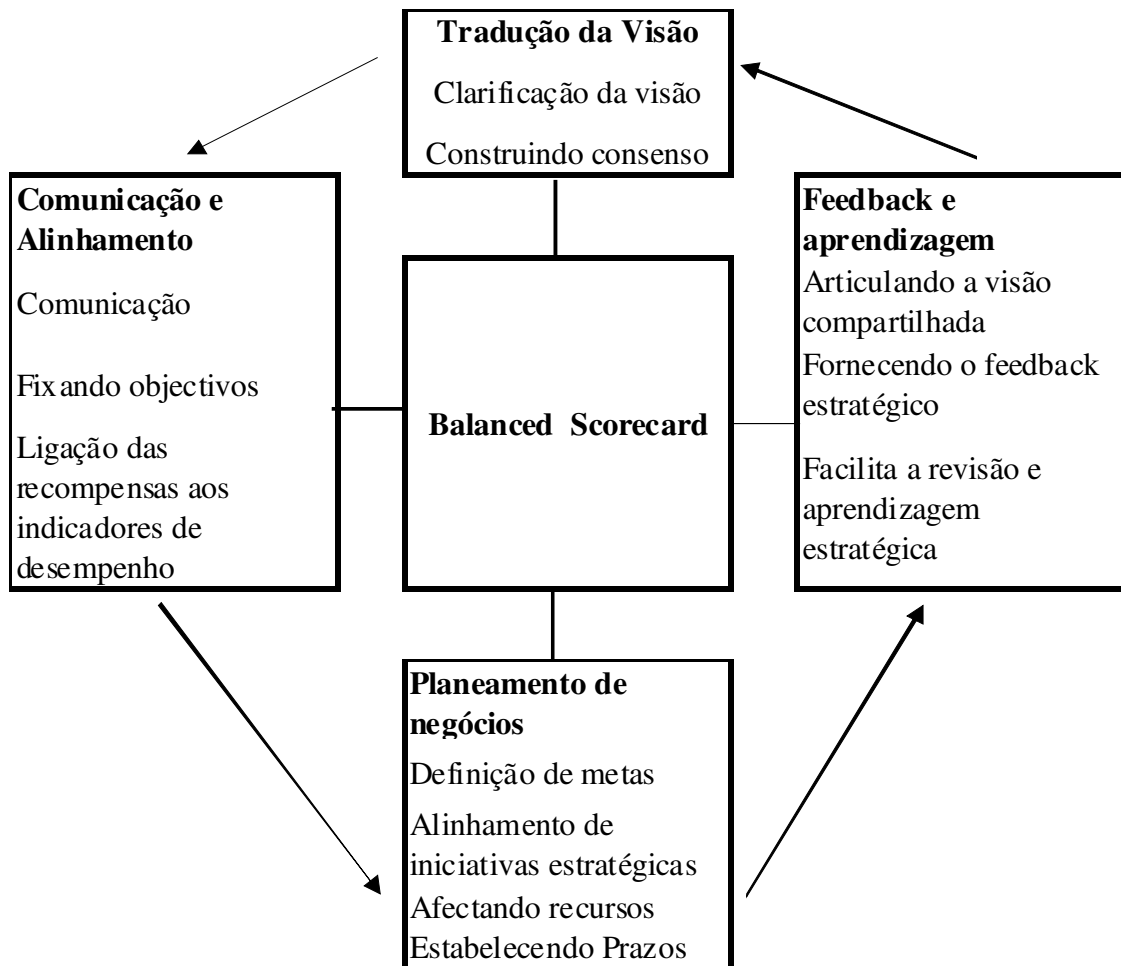 Tradução da Visão
Clarificação da visão
Construindo consenso
Comunicação e
Alinhamento
Comunicação
Fixando objectivos
Ligação das
recompensas aos
indicadores de
desempenho
Balanced Scorecard
Feedback e
aprendizagem
Articulando a visão
compartilhada
Fornecendo o feedback
estratégico
Facilita a revisão e
aprendizagem
estratégica
Planeamento de
negócios
Definição de metas
Alinhamento de
iniciativas estratégicas
Afectando recursos
Estabelecendo Prazos